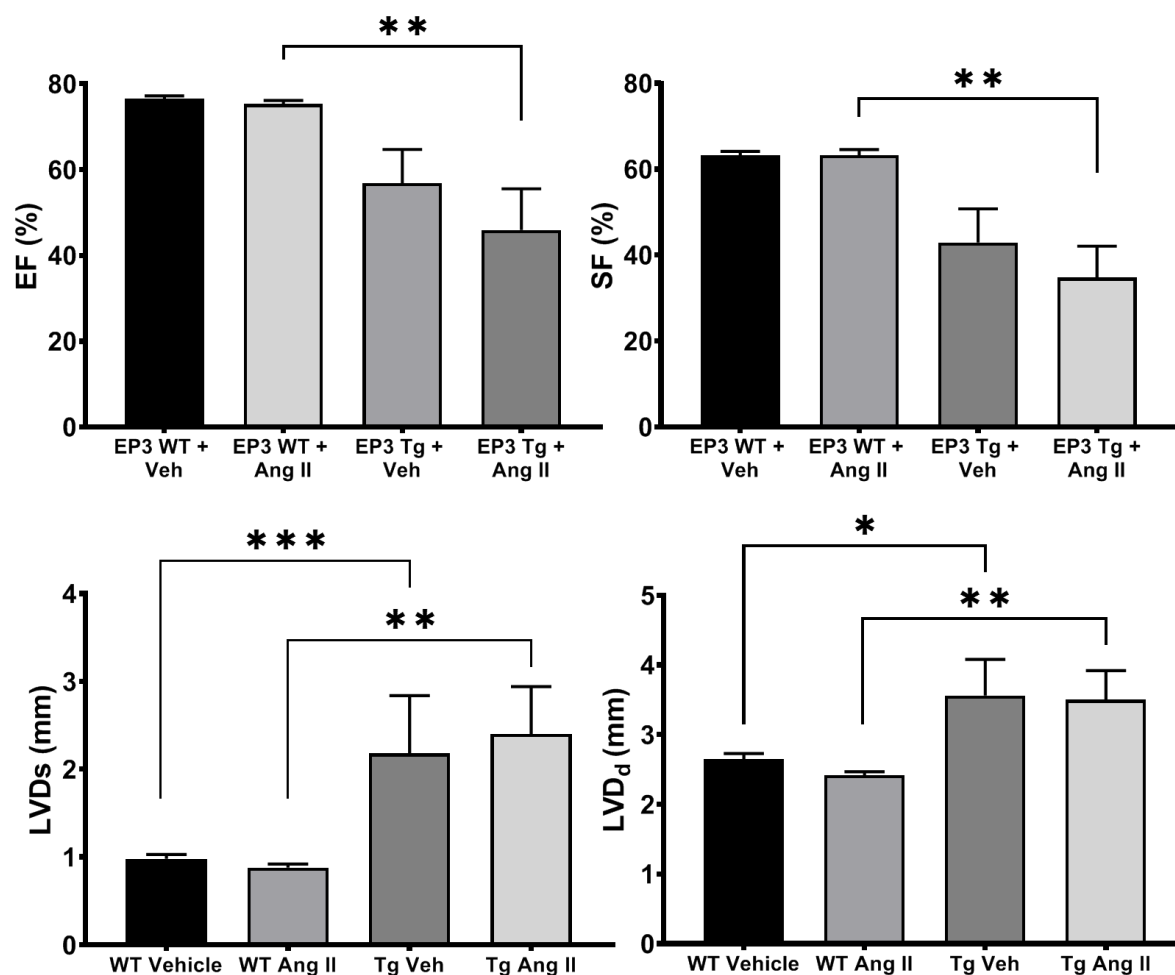 **
80
60
40
20
0
EF (%)
EP3 WT +
Veh
EP3 WT +
Ang II
EP3 Tg +
Veh
EP3 Tg +
Ang II
**
80
60
40
20
0
SF (%)
EP3 WT +
Veh
EP3 WT +
Ang II
EP3 Tg +
Veh
EP3 Tg +
Ang II
***
**
4
3
2
1
0
LVDs (mm)
WT Vehicle
WT Ang II
Tg Veh
Tg Ang II
*
**
5
4
3
2
1
0
LVDd (mm)
WT Vehicle
WT Ang II
Tg Veh
Tg Ang II